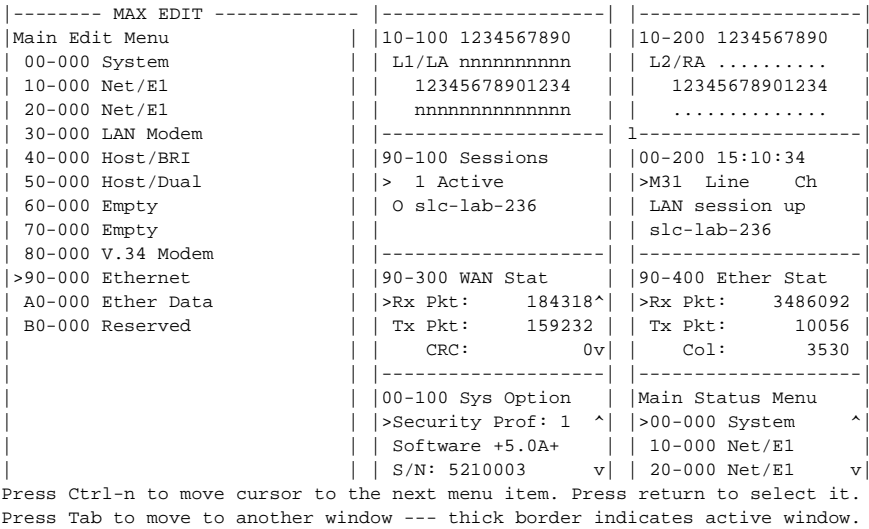 |-------- MAX EDIT ------------- |--------------------| |--------------------|
|Main Edit Menu                | |10-100 1234567890   | |10-200 1234567890   |
| 00-000 System                | | L1/LA nnnnnnnnnn   | | L2/RA ..........   |
| 10-000 Net/E1                | |   12345678901234   | |   12345678901234   |
| 20-000 Net/E1                | |   nnnnnnnnnnnnnn   | |   ..............   |
| 30-000 LAN Modem             | |--------------------| l--------------------|
| 40-000 Host/BRI              | |90-100 Sessions     | |00-200 15:10:34     |
| 50-000 Host/Dual             | |>  1 Active         | |>M31  Line    Ch    |
| 60-000 Empty                 | | O slc-lab-236      | | LAN session up     |
| 70-000 Empty                 | |                    | | slc-lab-236        |
| 80-000 V.34 Modem            | |--------------------| |--------------------|
|>90-000 Ethernet              | |90-300 WAN Stat     | |90-400 Ether Stat   |
| A0-000 Ether Data            | |>Rx Pkt:     184318^| |>Rx Pkt:    3486092 |
| B0-000 Reserved              | | Tx Pkt:     159232 | | Tx Pkt:      10056 |
|                              | |    CRC:          0v| |    Col:       3530 |
|                              | |--------------------| |--------------------|
|                              | |00-100 Sys Option   | |Main Status Menu    |
|                              | |>Security Prof: 1  ^| |>00-000 System     ^|
|                              | | Software +5.0A+    | | 10-000 Net/E1      |
|                              | | S/N: 5210003      v| | 20-000 Net/E1     v|
Press Ctrl-n to move cursor to the next menu item. Press return to select it.
Press Tab to move to another window --- thick border indicates active window.